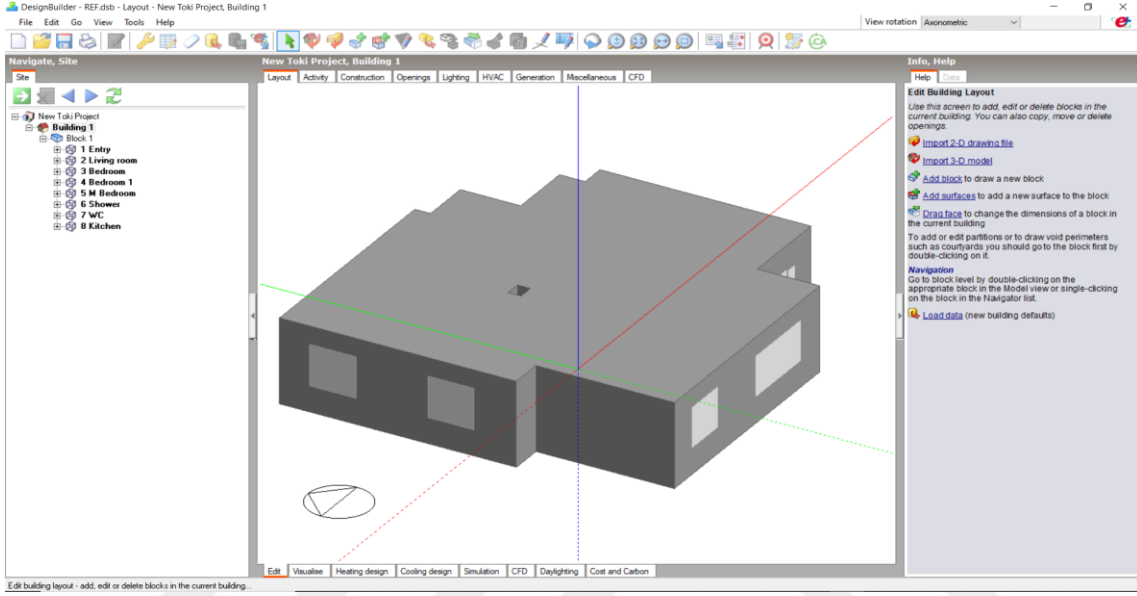 DesignBuilder - REF.dsb - Layout - New Toki Project, Building 1
File Edit Go View Tools Help
View rotation Axonometric
Navigate, Site
Site
New Toki Project
Building 1
Block 1
1 Entry
2 Living room
3 Bedroom
4 Bedroom 1
5 M Bedroom
6 Shower
7 WC
8 Kitchen
New Toki Project, Building 1
Layout Activity Construction Openings Lighting HVAC Generation Miscellaneous CFD
Edit Visualise Heating design Cooling design Simulation CFD Daylighting Cost and Carbon
Info, Help
Help Data
Edit Building Layout
Use this screen to add, edit or delete blocks in the
current building. You can also copy, move or delete
openings.
Import 2-D drawing file
Import 3-D model
Add block to draw a new block
Add surfaces to add a new surface to the block
Drag face to change the dimensions of a block in
the current building
To add or edit partitions or to draw void perimeters
such as courtyards you should go to the block first by
double-clicking on it.
Navigation
Go to block level by double-clicking on the
appropriate block in the Model view or single-clicking
on the block in the Navigator list.
Load data (new building defaults)
Edit building layout - add, edit or delete blocks in the current building...